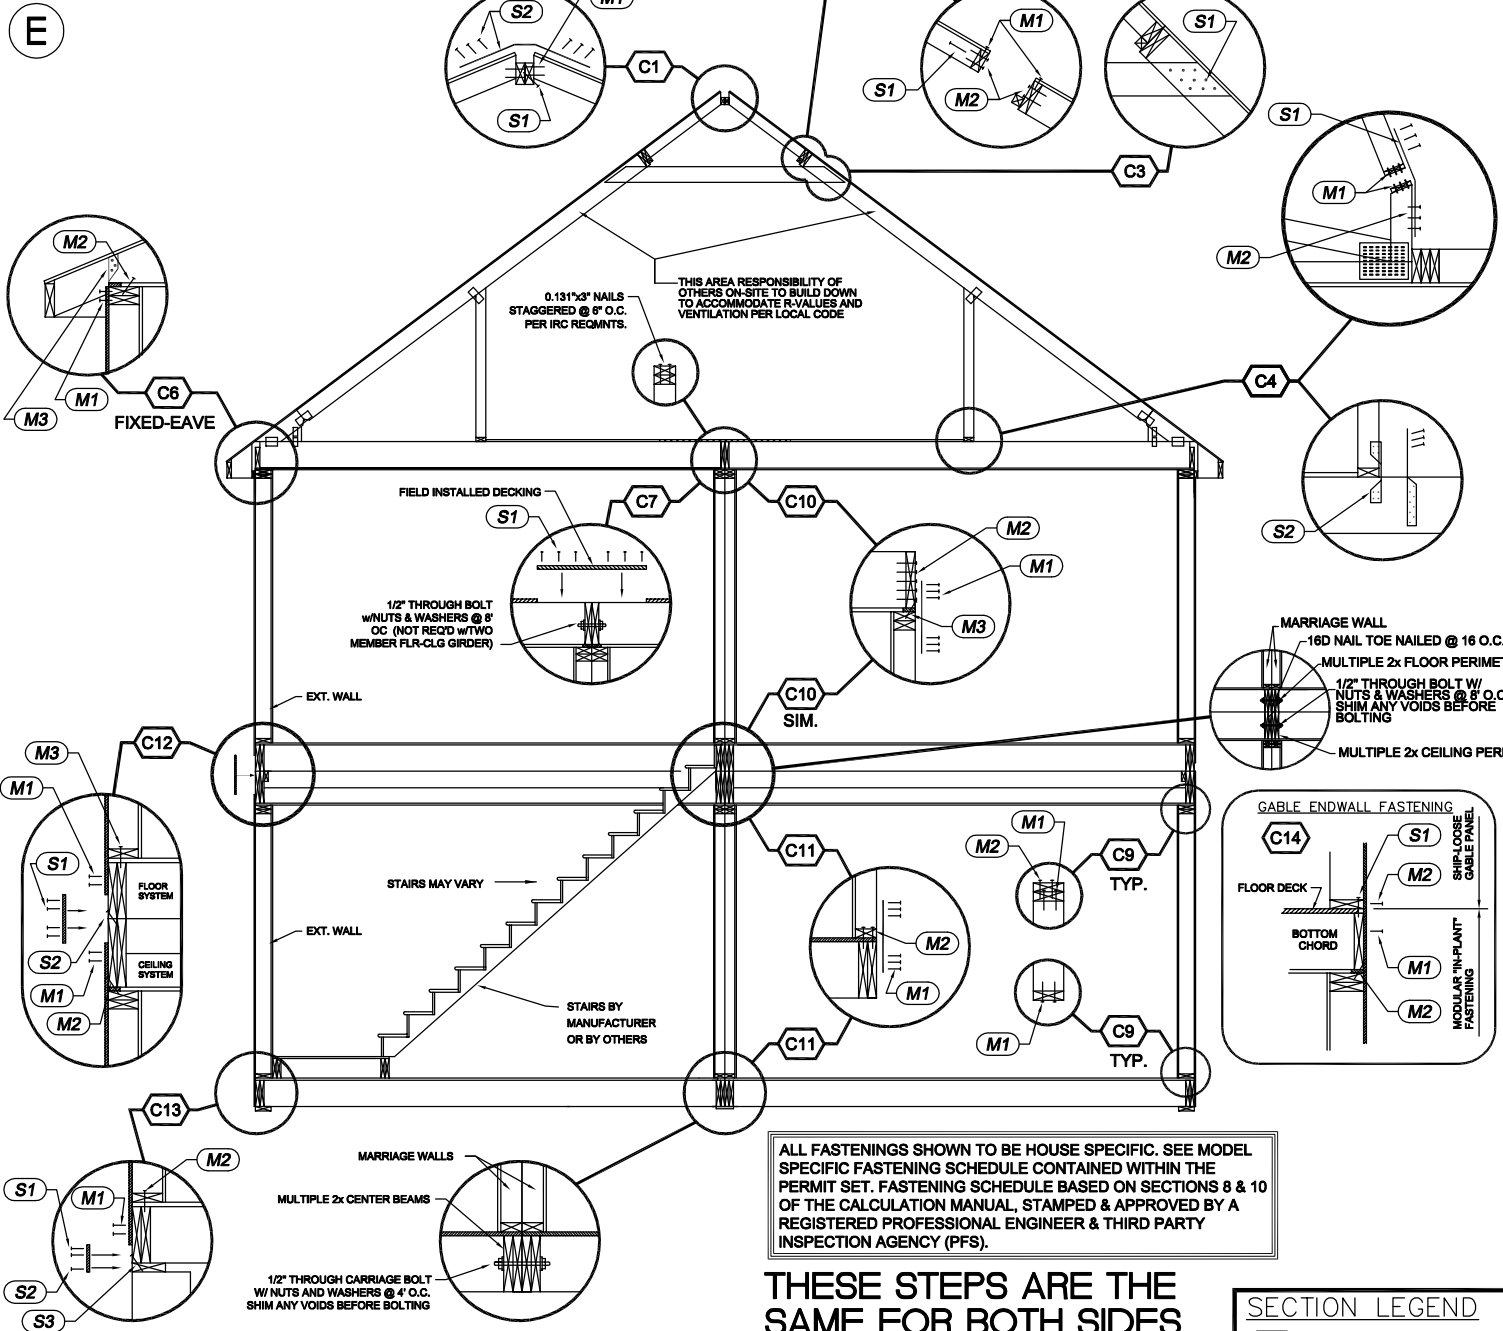 E
S2
M1
C1
S1
M1
S1
M2
S1
C3
S1
M1
M2
C4
S2
M2
M1
M3
C6
FIXED-EAVE
THIS AREA RESPONSIBILITY OF
OTHERS ON-SITE TO BUILD DOWN
TO ACCOMMODATE R-VALUES AND
VENTILATION PER LOCAL CODE
0.131"x3" NAILS
STAGGERED @ 6" O.C.
PER IRC REQMNTS.
FIELD INSTALLED DECKING
S1
C7
C10
M2
M1
M3
1/2" THROUGH BOLT
w/NUTS & WASHERS @ 8'
OC (NOT REQ'D w/TWO
MEMBER FLR-CLG GIRDER)
C10
SIM.
EXT. WALL
MARRIAGE WALL
16D NAIL TOE NAILED @ 16 O.C.
MULTIPLE 2x FLOOR PERIMET
1/2" THROUGH BOLT W/
NUTS & WASHERS @ 8' O.C
SHIM ANY VOIDS BEFORE
BOLTING
MULTIPLE 2x CEILING PERI
C12
M3
M1
S1
FLOOR
SYSTEM
S2
CEILING
SYSTEM
M1
M2
STAIRS MAY VARY
EXT. WALL
STAIRS BY
MANUFACTURER
OR BY OTHERS
C11
M2
M1
C11
M1
M2
C9
TYP.
M1
C9
TYP.
GABLE ENDWALL FASTENING
C14
S1
M2
SHIP-LOOSE
GABLE PANEL
FLOOR DECK
BOTTOM
CHORD
M1
M2
MODULAR "IN-PLANT"
FASTENING
C13
M2
S1
M1
S2
S3
MARRIAGE WALLS
MULTIPLE 2x CENTER BEAMS
1/2" THROUGH CARRIAGE BOLT
W/ NUTS AND WASHERS @ 4' O.C.
SHIM ANY VOIDS BEFORE BOLTING
ALL FASTENINGS SHOWN TO BE HOUSE SPECIFIC. SEE MODEL
SPECIFIC FASTENING SCHEDULE CONTAINED WITHIN THE
PERMIT SET. FASTENING SCHEDULE BASED ON SECTIONS 8 & 10
OF THE CALCULATION MANUAL, STAMPED & APPROVED BY A
REGISTERED PROFESSIONAL ENGINEER & THIRD PARTY
INSPECTION AGENCY (PFS).
THESE STEPS ARE THE
SAME FOR BOTH SIDES
SECTION LEGEND